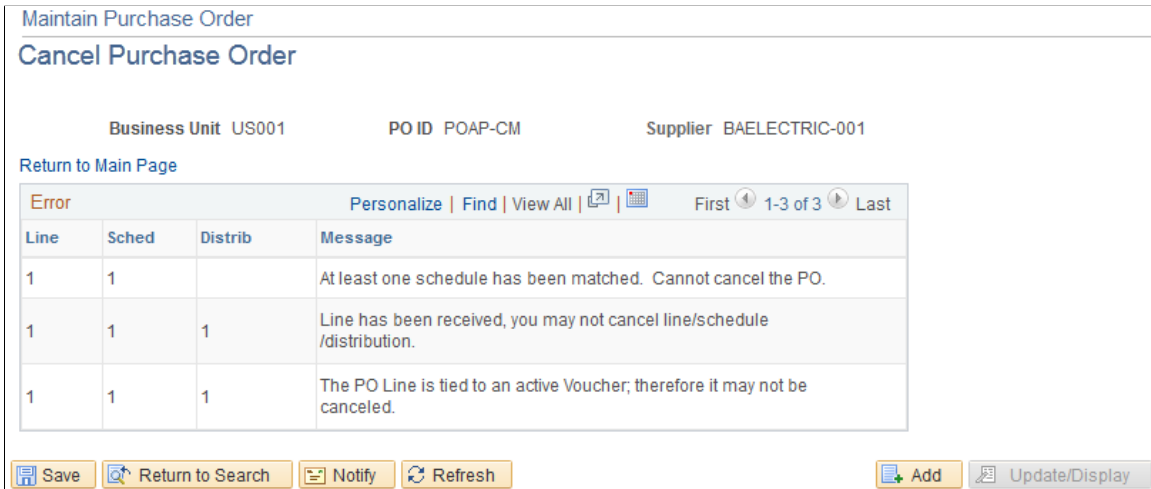 Maintain Purchase Order
Cancel Purchase Order
Business Unit US001 PO ID POAP-CM Supplier BAELECTRIC-001
Return to Main Page
Error Personalize | Find | View All | | First 1-3 of 3 Last
Line Sched Distrib Message
1 1 At least one schedule has been matched. Cannot cancel the PO.
1 1 1 Line has been received, you may not cancel line/schedule
/distribution.
1 1 1 The PO Line is tied to an active Voucher; therefore it may not be
canceled.
Save Return to Search Notify Refresh Add Update/Display